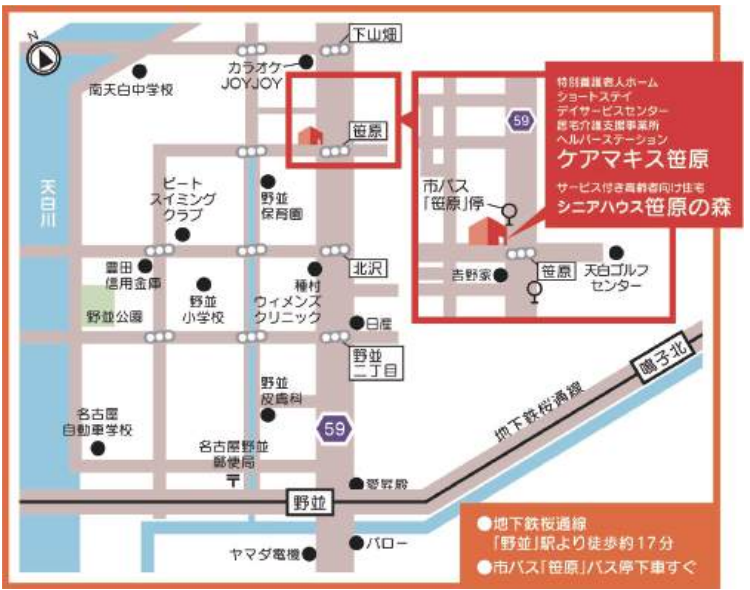 N
下山畑
カラオケ
JOYJOY
南天白中学校
笹原
天白川
ビート
スイミング
クラブ
野並
保育園
北沢
豊田
信用金庫
野並
小学校
種村
ウィメンズ
クリニック
野並公園
日産
野並
二丁目
野並
皮膚科
59
名古屋
自動車学校
名古屋野並
郵便局
〒
愛昇殿
野並
地下鉄桜通線
鳴子北
ヤマダ電機
バロー
59
特別養護老人ホーム
ショートステイ
デイサービスセンター
居宅介護支援事業所
ヘルパーステーション
ケアマキス笹原
サービス付き高齢者向け住宅
シニアハウス笹原の森
市バス
「笹原」停
吉野家
笹原
天白ゴルフ
センター
●地下鉄桜通線
「野並」駅より徒歩約17分
●市バス「笹原」バス停下車すぐ